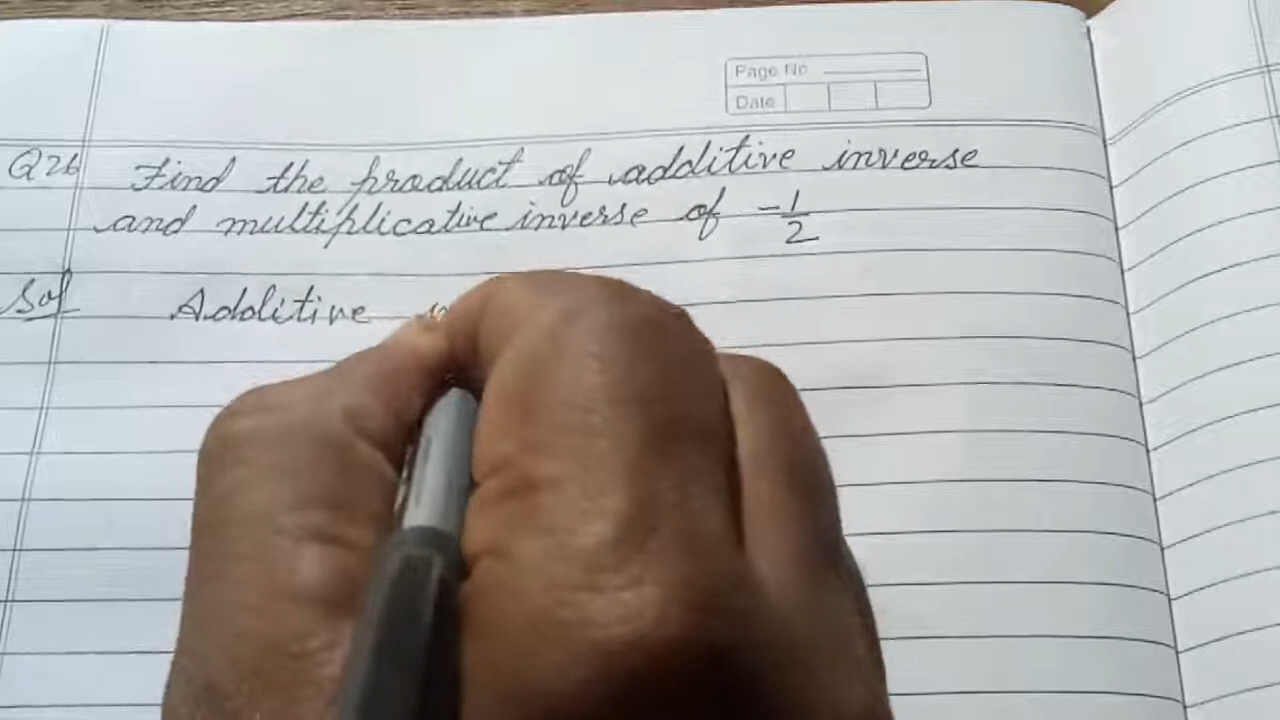 Page No
Date
Q26 Find the product of additive inverse
and multiplicative inverse of -1/2
Sol Additive